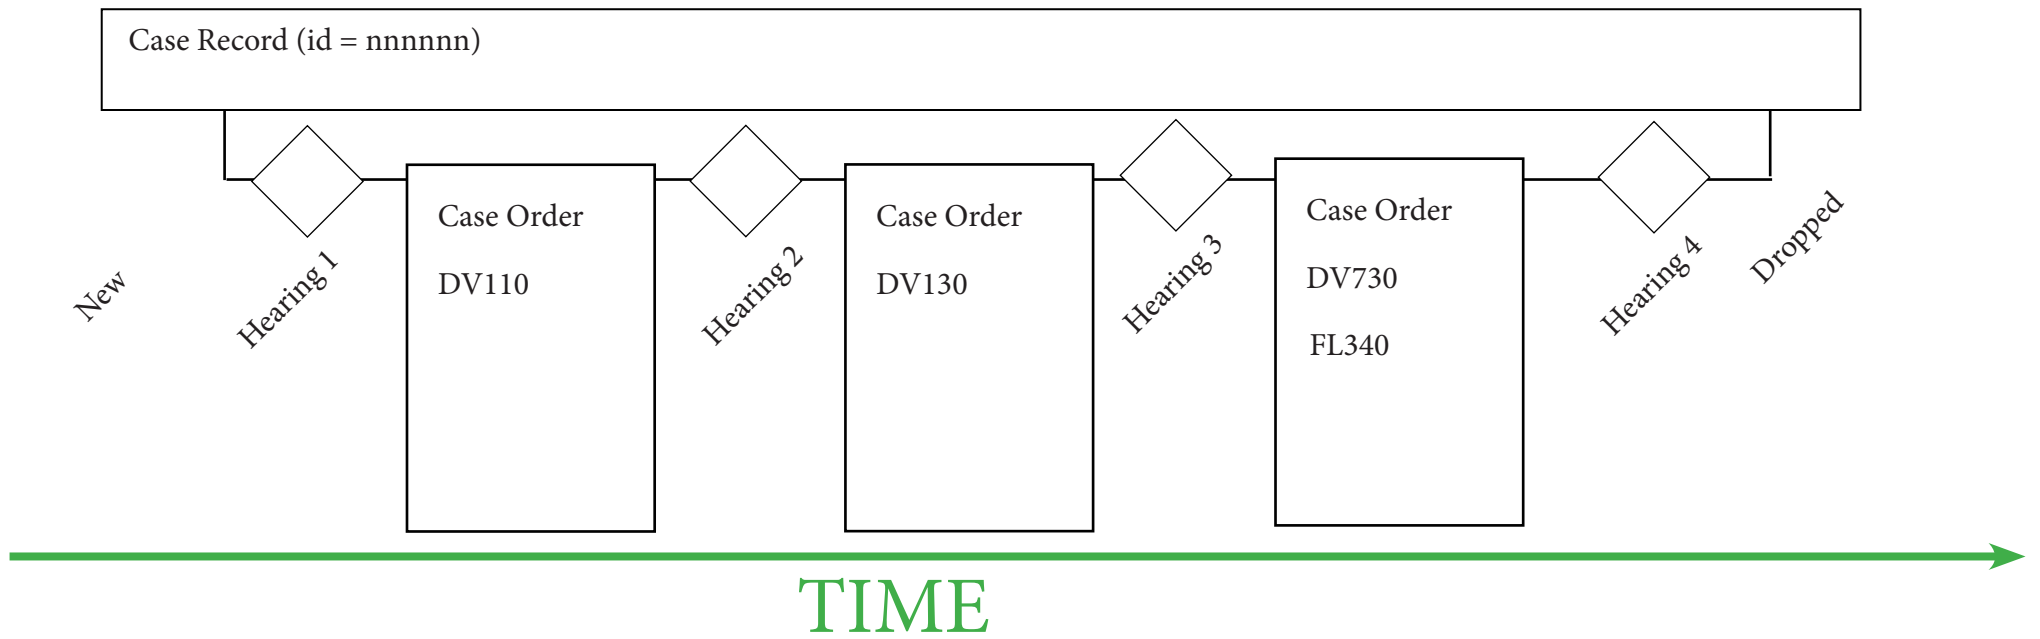 Case Record (id = nnnnnn)
New
Hearing 1
Case Order
DV110
Hearing 2
Case Order
DV130
Hearing 3
Case Order
DV730
FL340
Hearing 4
Dropped
TIME